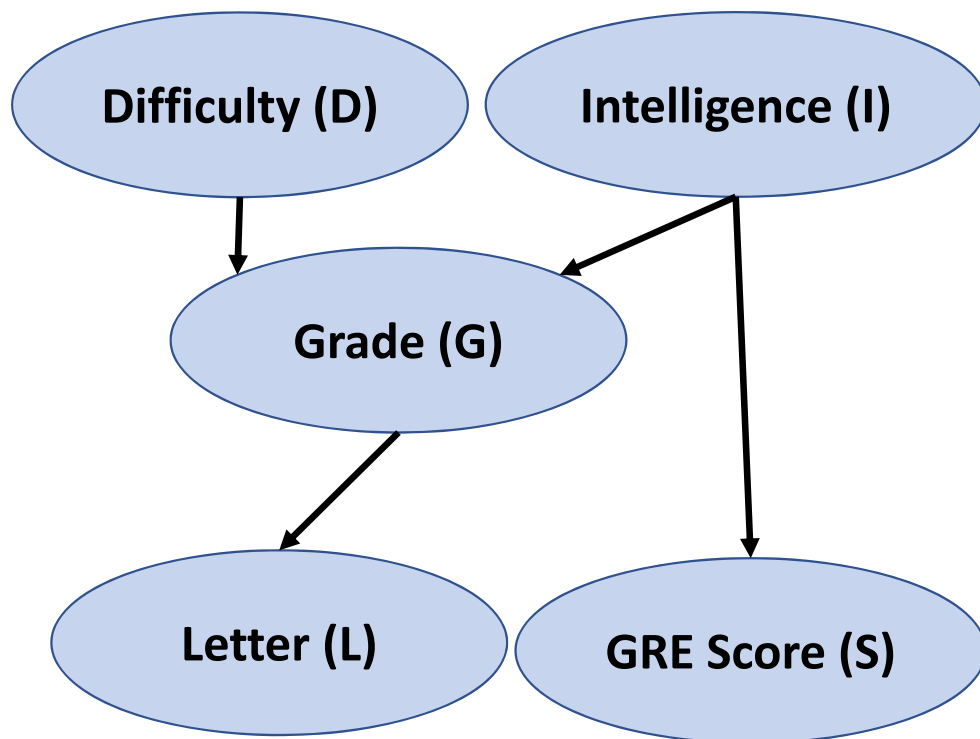 Difficulty (D)
Intelligence (I)
Grade (G)
Letter (L)
GRE Score (S)